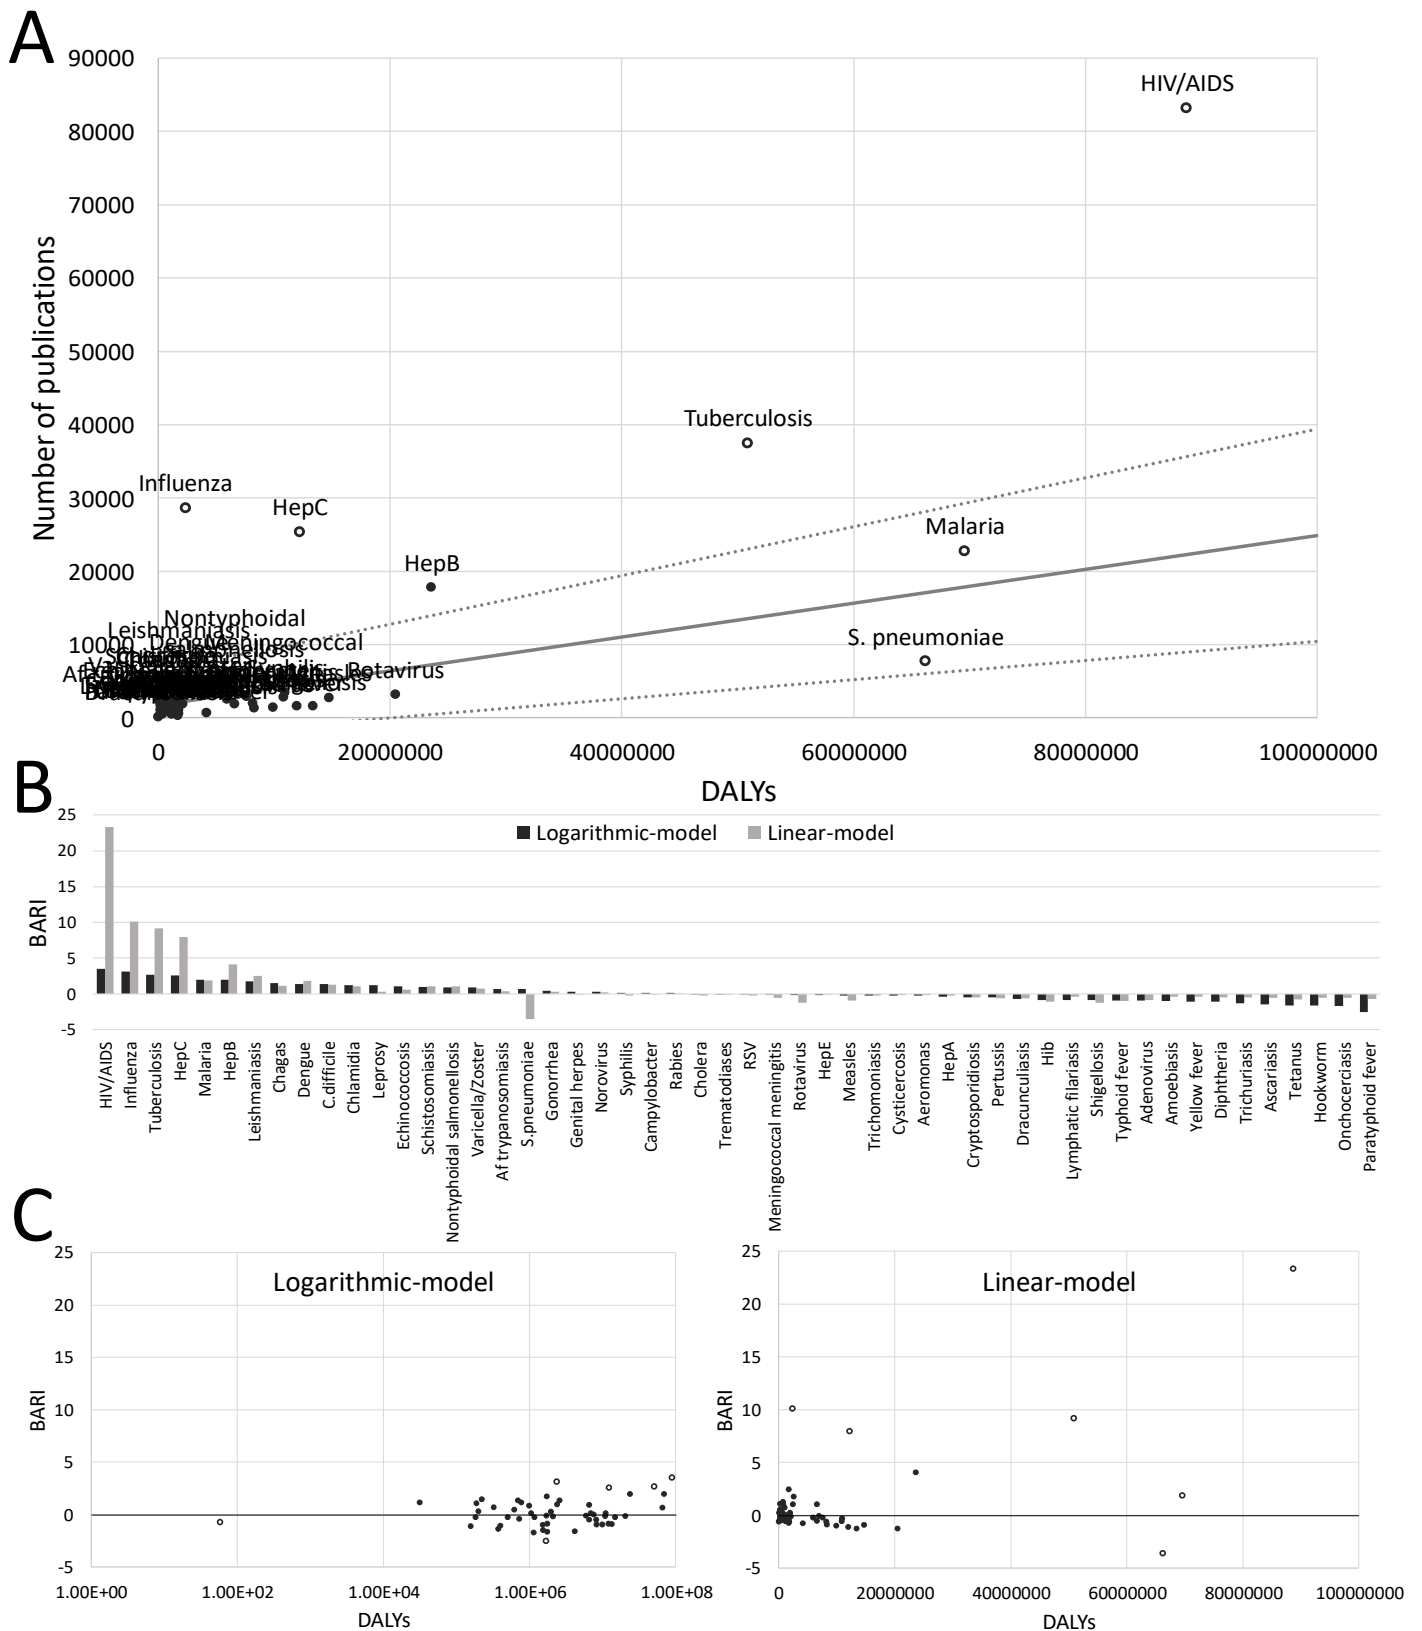 A
90000
80000
70000
60000
50000
40000
30000
20000
10000
0
Number of publications
HIV/AIDS
Tuberculosis
Influenza
HepC
Malaria
HepB
Nontyphoidal
Leishmaniasis
S. pneumoniae
Rotavirus
0
20000000
40000000
60000000
80000000
100000000
DALYs
B
25
20
15
10
5
0
-5
BARI
Logarithmic-model
Linear-model
HIV/AIDS
Influenza
Tuberculosis
HepC
Malaria
HepB
Leishmaniasis
Chagas
Dengue
C.difficile
Chlamidia
Leprosy
Echinoccosis
Schistosomiasis
Nontyphoidal salmonellosis
Varicella/Zoster
Af trypanosomiasis
S.pneumoniae
Gonorrhea
Genital herpes
Norovirus
Syphilis
Campylobacter
Rabies
Cholera
Trematodiases
RSV
Meningococcal meningitis
Rotavirus
HepE
Measles
Trichomoniasis
Cysticercosis
Aeromonas
HepA
Cryptosporidiosis
Pertussis
Dracunculiasis
Hib
Lymphatic filariasis
Shigellosis
Typhoid fever
Adenovirus
Amoebiasis
Yellow fever
Diphtheria
Trichuriasis
Ascariasis
Tetanus
Hookworm
Onchocerciasis
Paratyphoid fever
C
25
20
15
10
5
0
-5
BARI
Logarithmic-model
1.00E+00
1.00E+02
1.00E+04
1.00E+06
1.00E+08
DALYs
25
20
15
10
5
0
-5
BARI
Linear-model
0
20000000
40000000
60000000
80000000
100000000
DALYs